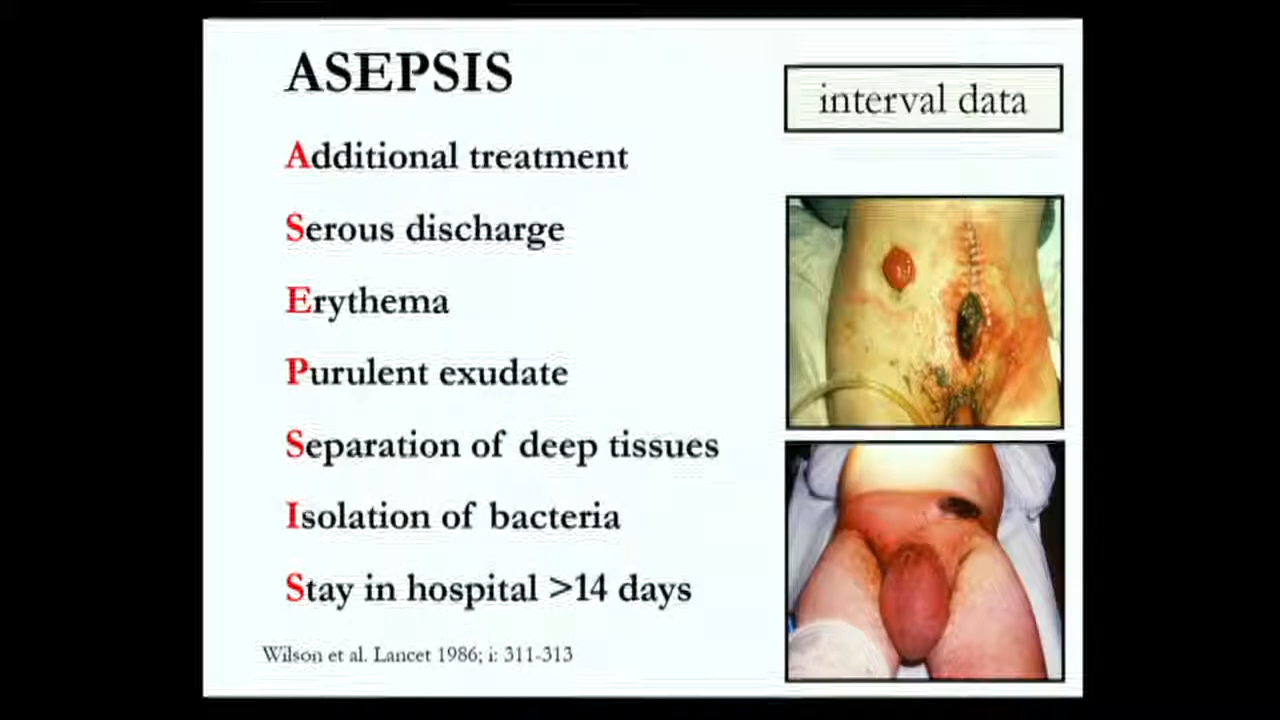 ASEPSIS
interval data
Additional treatment
Serous discharge
Erythema
Purulent exudate
Separation of deep tissues
Isolation of bacteria
Stay in hospital >14 days
Wilson et al. Lancet 1986; i: 311-313